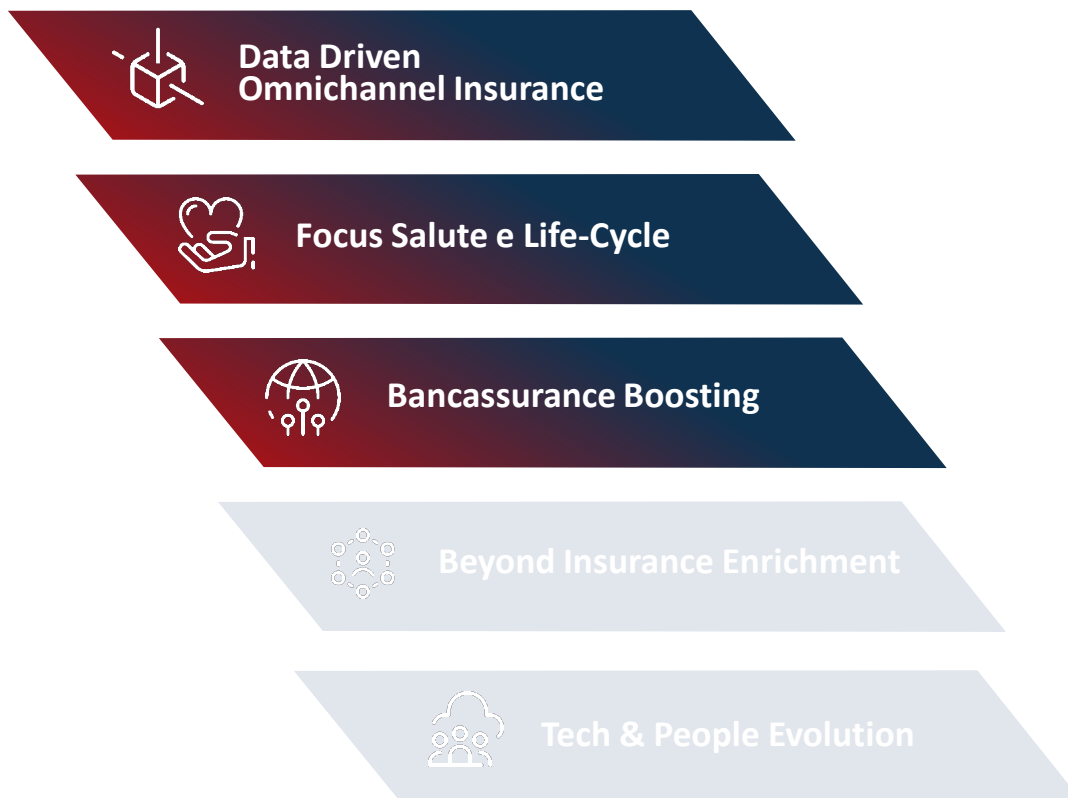 Data Driven
Omnichannel Insurance
Focus Salute e Life-Cycle
Bancassurance Boosting
Beyond Insurance Enrichment
Tech & People Evolution